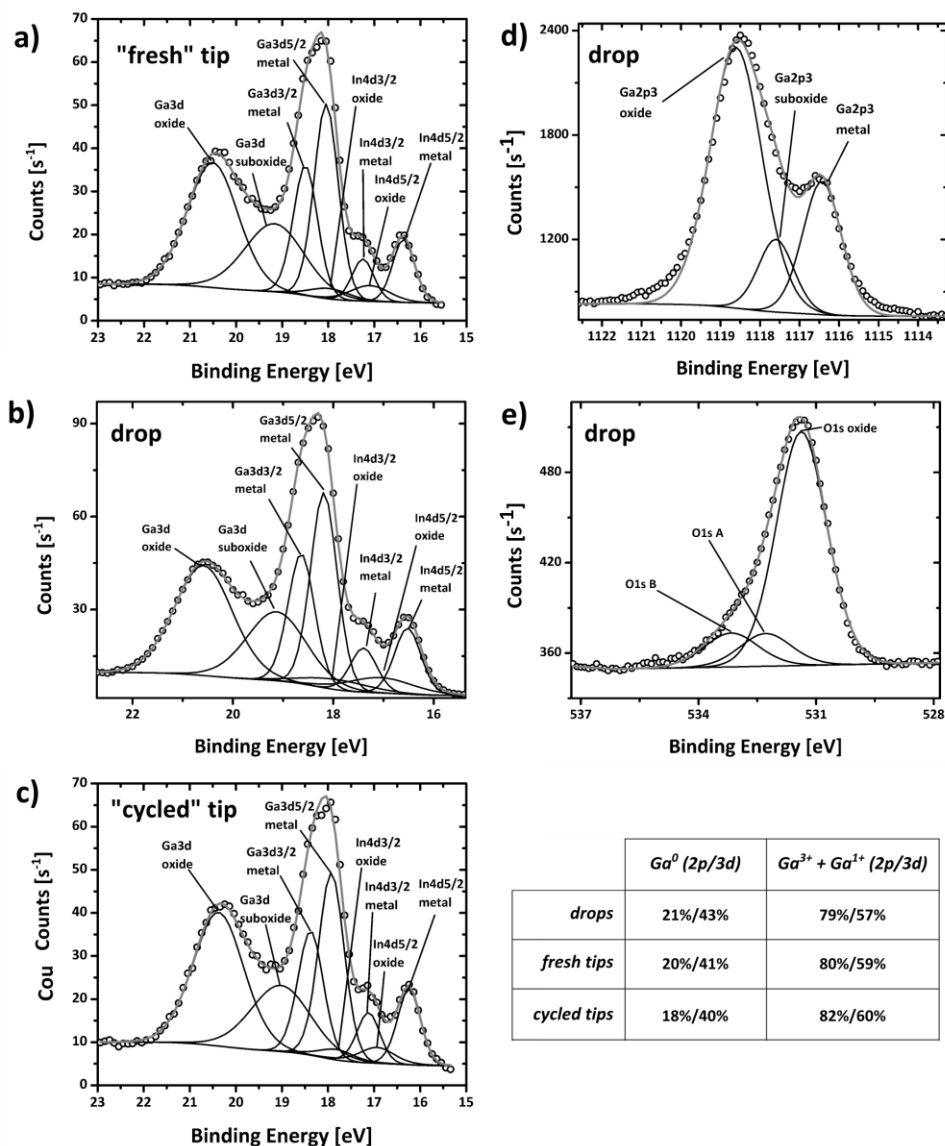 a)
"fresh" tip
70
65
60
50
40
30
20
10
0
Counts [s⁻¹]
Ga3d oxide
Ga3d suboxide
Ga3d3/2 metal
Ga3d5/2 metal
In4d3/2 oxide
In4d3/2 metal
In4d5/2 oxide
In4d5/2 metal
23 22 21 20 19 18 17 16 15
Binding Energy [eV]
b)
drop
90
60
30
Counts [s⁻¹]
Ga3d oxide
Ga3d suboxide
Ga3d3/2 metal
Ga3d5/2 metal
In4d3/2 oxide
In4d3/2 metal
In4d5/2 oxide
In4d5/2 metal
22 20 18 16
Binding Energy [eV]
c)
"cycled" tip
70
60
50
40
30
20
10
0
Cou Counts [s⁻¹]
Ga3d oxide
Ga3d suboxide
Ga3d3/2 metal
Ga3d5/2 metal
In4d3/2 oxide
In4d3/2 metal
In4d5/2 oxide
In4d5/2 metal
23 22 21 20 19 18 17 16 15
Binding Energy [eV]
d)
drop
2400
1800
1200
Counts [s⁻¹]
Ga2p3 oxide
Ga2p3 suboxide
Ga2p3 metal
1122 1121 1120 1119 1118 1117 1116 1115 1114
Binding Energy [eV]
e)
drop
480
420
360
Counts [s⁻¹]
O1s oxide
O1s A
O1s B
537 534 531 528
Binding Energy [eV]
Ga⁰ (2p/3d) Ga³⁺ + Ga¹⁺ (2p/3d)
drops 21%/43% 79%/57%
fresh tips 20%/41% 80%/59%
cycled tips 18%/40% 82%/60%